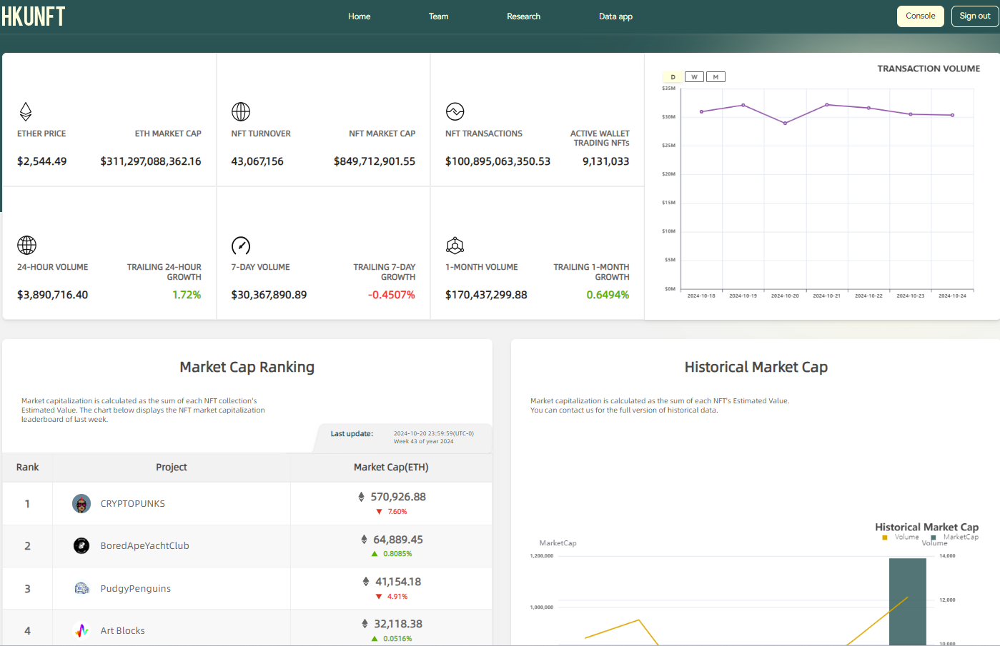 HKUNFT
Home
Team
Research
Data app
Console
Sign out
ETHER PRICE
ETH MARKET CAP
$2,544.49
$311,297,088,362.16
NFT TURNOVER
NFT MARKET CAP
43,067,156
$849,712,901.55
NFT TRANSACTIONS
ACTIVE WALLET
TRADING NFTs
$100,895,063,350.53
9,131,033
24-HOUR VOLUME
TRAILING 24-HOUR
GROWTH
$3,890,716.40
1.72%
7-DAY VOLUME
TRAILING 7-DAY
GROWTH
$30,367,890.89
-0.4507%
1-MONTH VOLUME
TRAILING 1-MONTH
GROWTH
$170,437,299.88
0.6494%
TRANSACTION VOLUME
D
W
M
$35M
$30M
$25M
$20M
$15M
$10M
$5M
$0M
2024-10-18
2024-10-19
2024-10-20
2024-10-21
2024-10-22
2024-10-23
2024-10-24
Market Cap Ranking
Market capitalization is calculated as the sum of each NFT collection's
Estimated Value. The chart below displays the NFT market capitalization
leaderboard of last week.
Last update:
2024-10-20 23:59:59(UTC-0)
Week 43 of year 2024
Rank
Project
Market Cap(ETH)
1
CRYPTOPUNKS
570,926.88
7.60%
2
BoredApeYachtClub
64,889.45
0.8085%
3
PudgyPenguins
41,154.18
4.91%
4
Art Blocks
32,118.38
0.0516%
Historical Market Cap
Market capitalization is calculated as the sum of each NFT's Estimated Value.
You can contact us for the full version of historical data.
Historical Market Cap
Volume
MarketCap
MarketCap
Volume
1,200,000
14,000
1,000,000
12,000
10,000